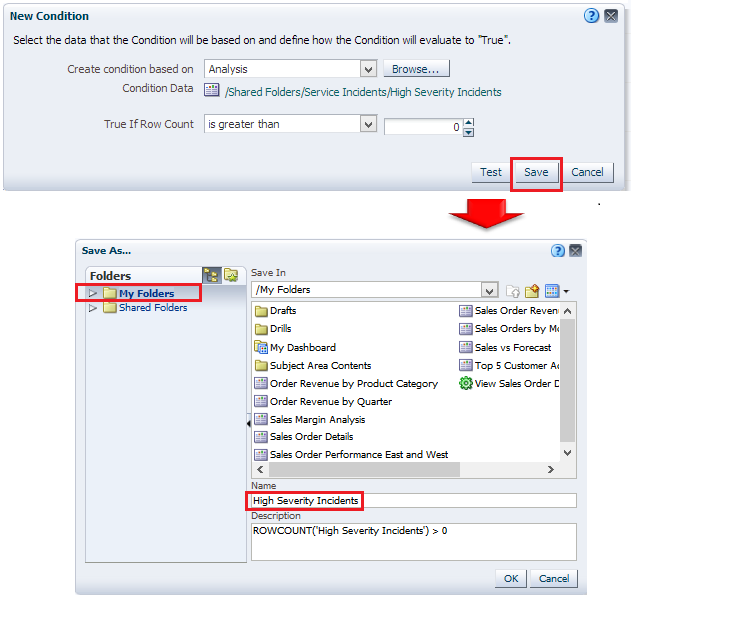 New Condition
Select the data that the Condition will be based on and define how the Condition will evaluate to "True".
Create condition based on Analysis Browse...
Condition Data /Shared Folders/Service Incidents/High Severity Incidents
True If Row Count is greater than 0
Test Save Cancel
.
Save As...
Folders
My Folders
Shared Folders
Save In
/My Folders
Drafts
Drills
My Dashboard
Subject Area Contents
Order Revenue by Product Category
Order Revenue by Quarter
Sales Margin Analysis
Sales Order Details
Sales Order Performance East and West
Sales Order Reven
Sales Orders by Mo
Sales vs Forecast
Top 5 Customer Ac
View Sales Order D
Name
High Severity Incidents
Description
ROWCOUNT('High Severity Incidents') > 0
OK Cancel